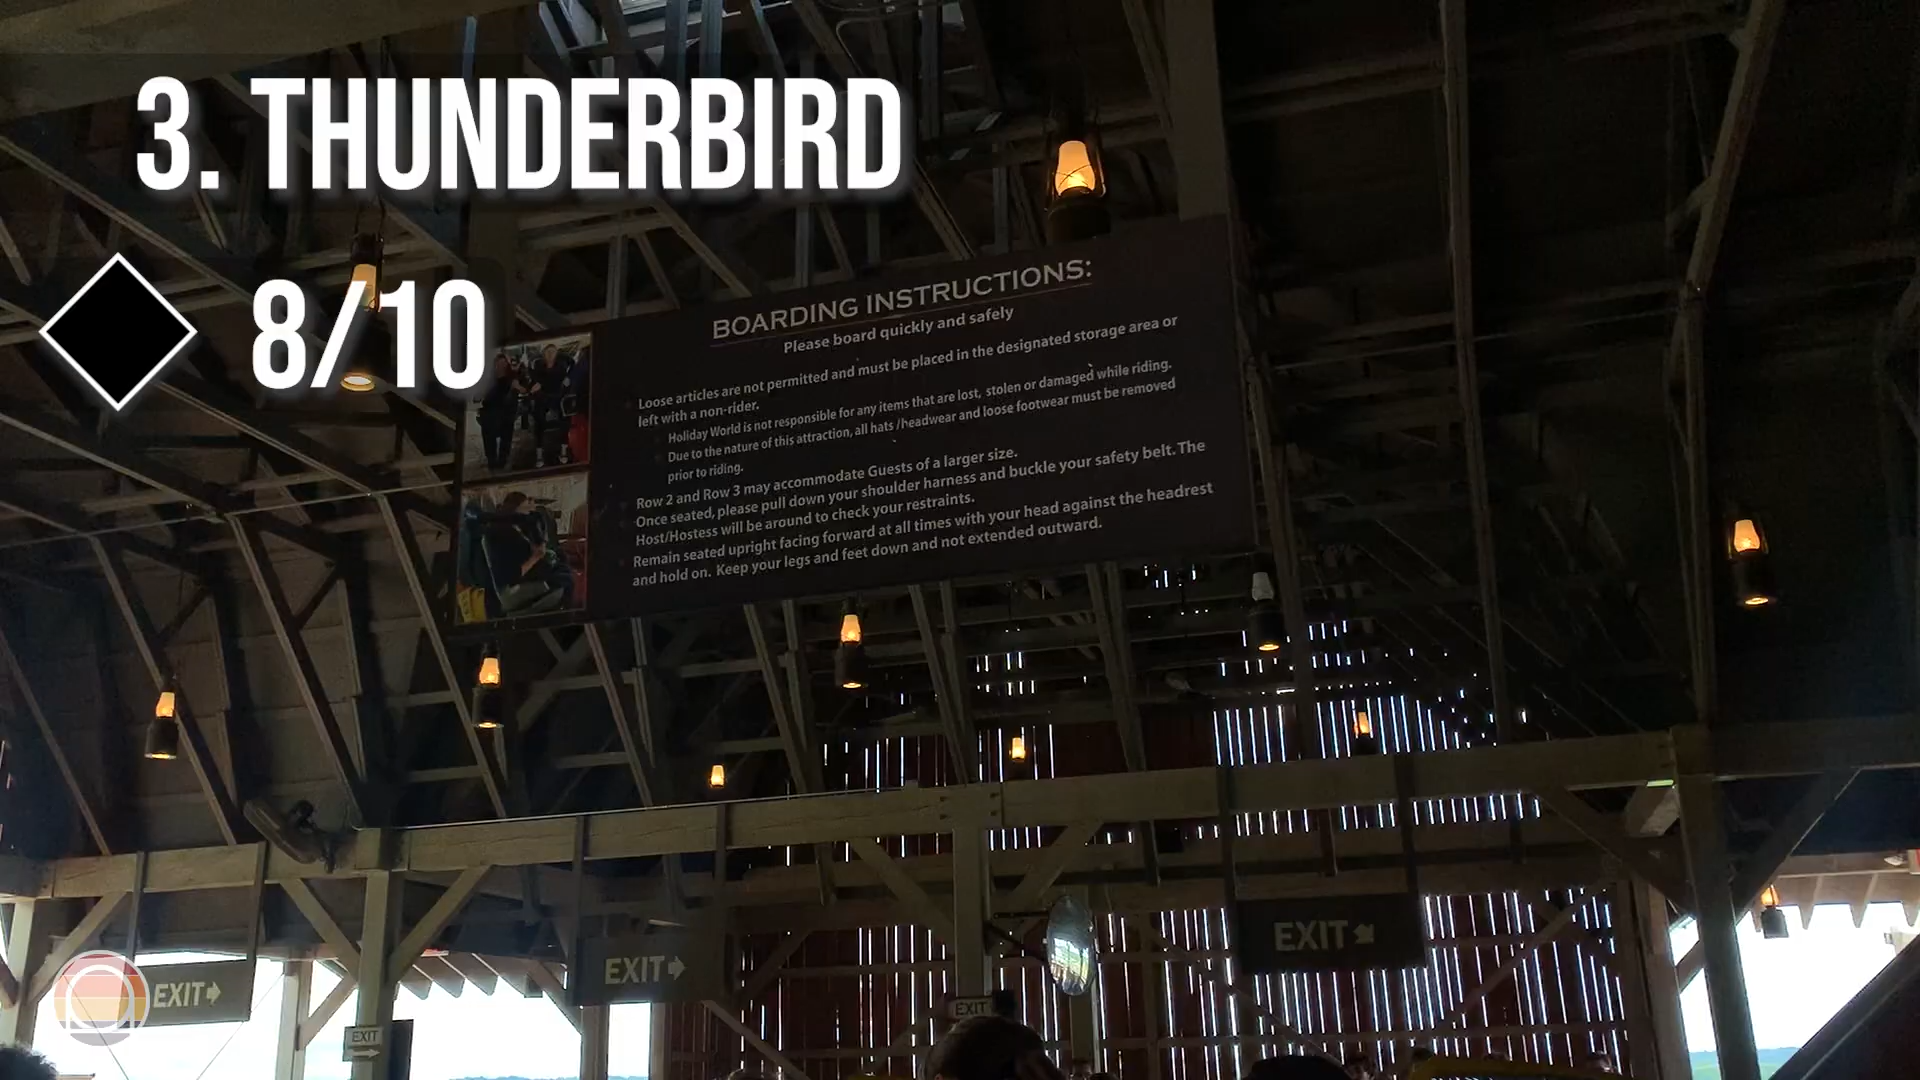 3. THUNDERBIRD
8/10
BOARDING INSTRUCTIONS:
Please board quickly and safely
Loose articles are not permitted and must be placed in the designated storage area or
left with a non-rider.
Holiday World is not responsible for any items that are lost, stolen or damaged while riding.
Due to the nature of this attraction, all hats /headwear and loose footwear must be removed
prior to riding.
Row 2 and Row 3 may accommodate Guests of a larger size.
Once seated, please pull down your shoulder harness and buckle your safety belt. The
Host/Hostess will be around to check your restraints.
Remain seated upright facing forward at all times with your head against the headrest
and hold on. Keep your legs and feet down and not extended outward.
EXIT
EXIT
EXIT
EXIT
EXIT